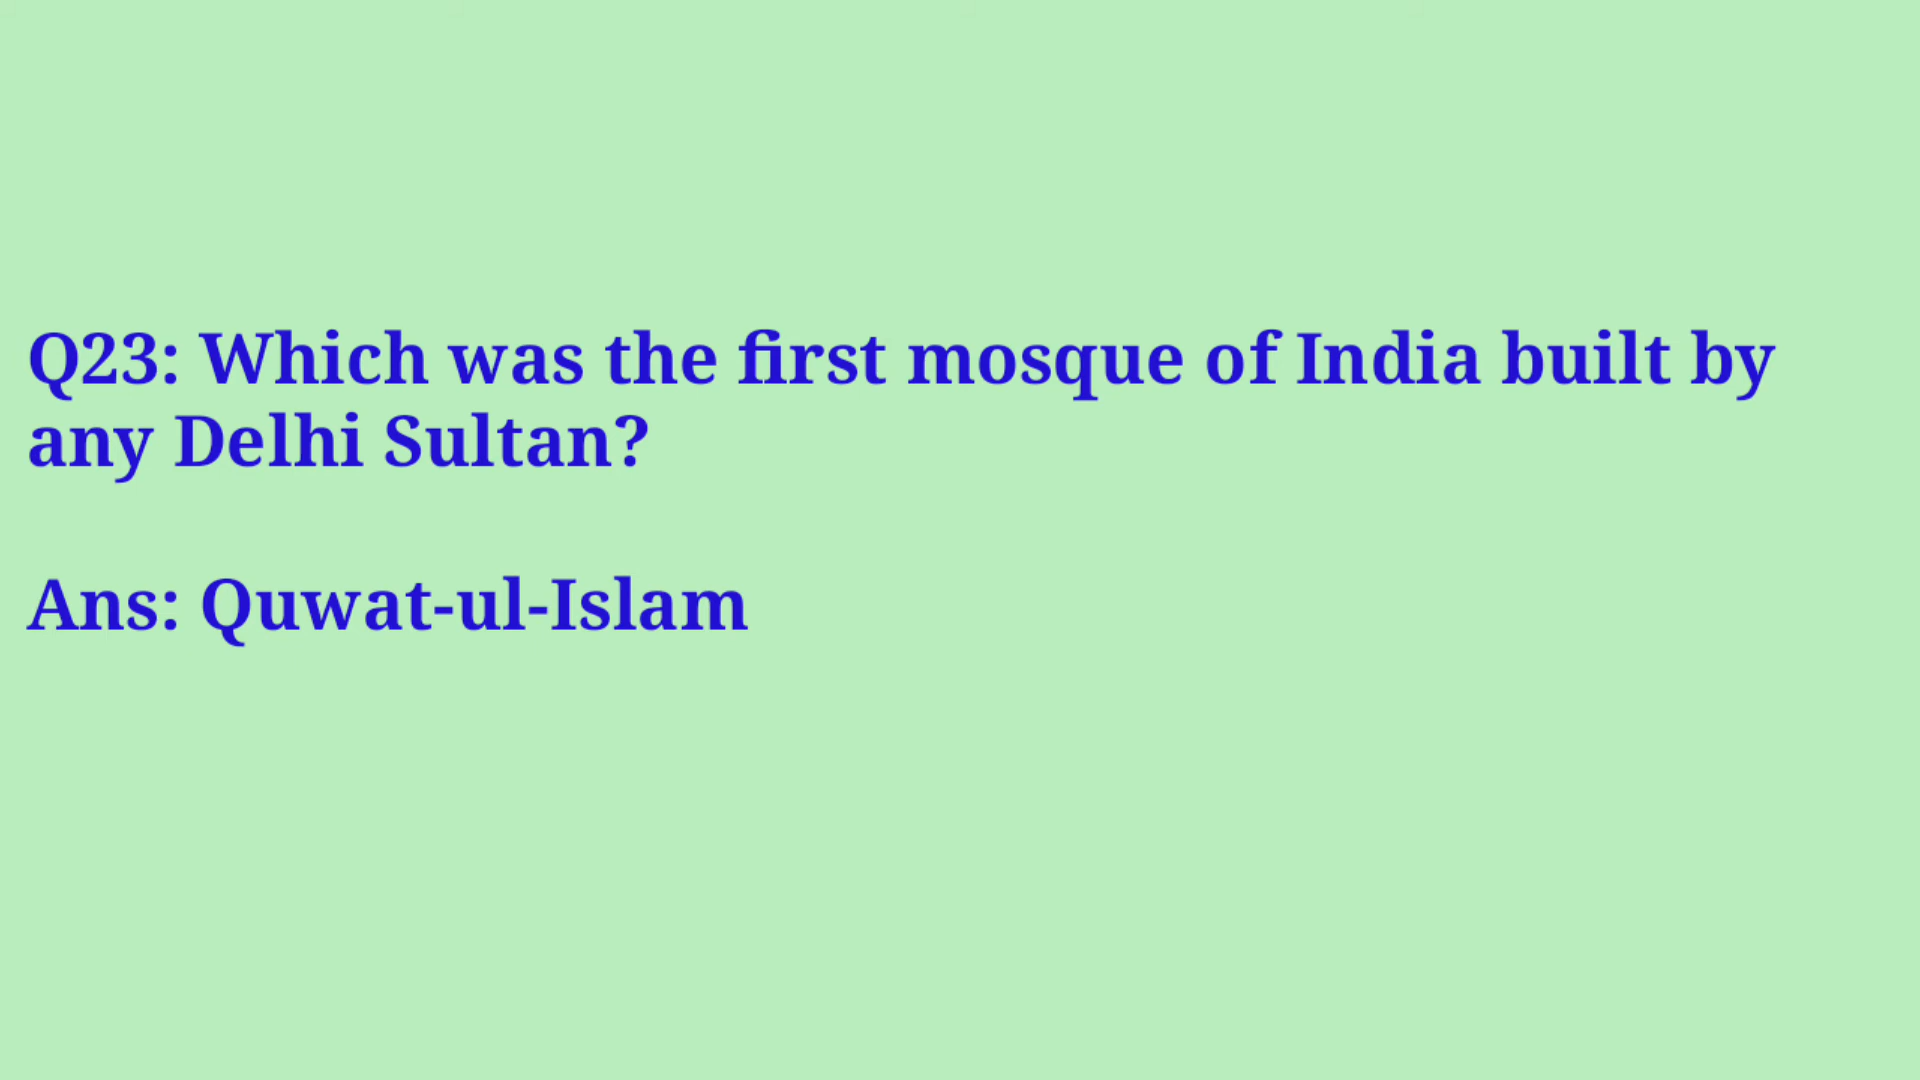 Q23: Which was the first mosque of India built by
any Delhi Sultan?
Ans: Quwat-ul-Islam